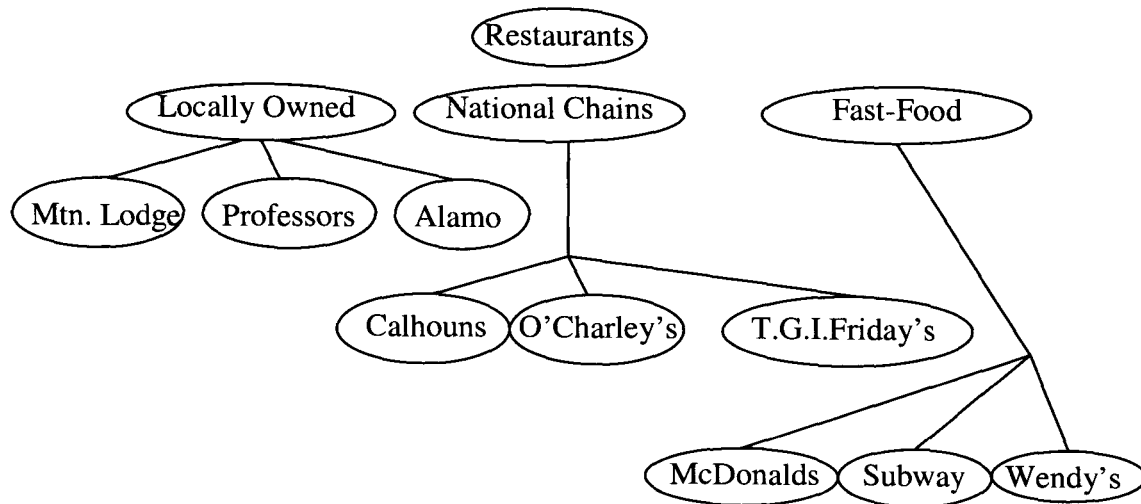 Restaurants
Locally Owned
National Chains
Fast-Food
Mtn. Lodge
Professors
Alamo
Calhouns
O'Charley's
T.G.I.Friday's
McDonalds
Subway
Wendy's